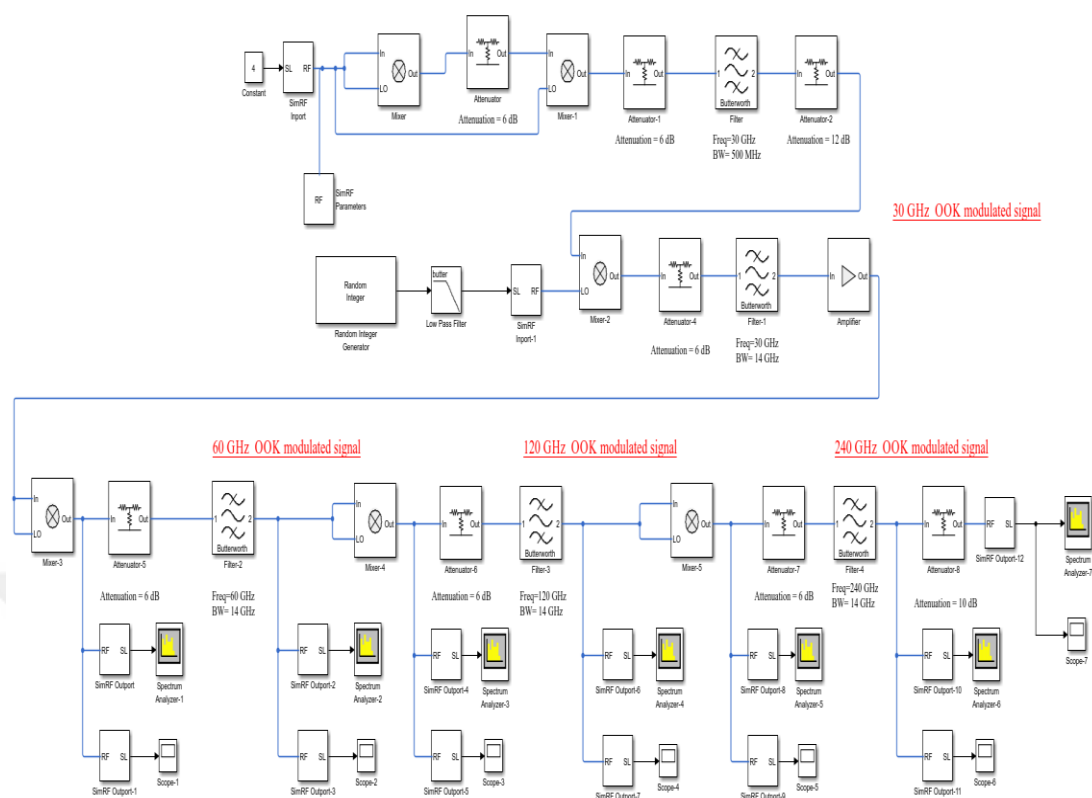 4
Constant
SL RF
SimRF
Inport
In
LO
Out
Mixer
In Out
Attenuator
Attenuation = 6 dB
In
LO
Out
Mixer-1
In Out
Attenuator-1
Attenuation = 6 dB
1 2
Butterworth
Filter
Freq=30 GHz
BW= 500 MHz
In Out
Attenuator-2
Attenuation = 12 dB
RF
SimRF
Parameters
30 GHz OOK modulated signal
Random
Integer
Random Integer
Generator
butter
Low Pass Filter
SL RF
SimRF
Inport-1
In
LO
Out
Mixer-2
In Out
Attenuator-4
Attenuation = 6 dB
1 2
Butterworth
Filter-1
Freq=30 GHz
BW= 14 GHz
In Out
Amplifier
60 GHz OOK modulated signal
120 GHz OOK modulated signal
240 GHz OOK modulated signal
In
LO
Out
Mixer-3
In Out
Attenuator-5
Attenuation = 6 dB
1 2
Butterworth
Filter-2
Freq=60 GHz
BW= 14 GHz
In
LO
Out
Mixer-4
In Out
Attenuator-6
Attenuation = 6 dB
1 2
Butterworth
Filter-3
Freq=120 GHz
BW= 14 GHz
In
LO
Out
Mixer-5
In Out
Attenuator-7
Attenuation = 6 dB
1 2
Butterworth
Filter-4
Freq=240 GHz
BW= 14 GHz
In Out
Attenuator-8
Attenuation = 10 dB
RF SL
SimRF Outport-12
Spectrum
Analyzer-7
Scope-7
RF SL
SimRF Outport
Spectrum
Analyzer-1
RF SL
SimRF Outport-2
Spectrum
Analyzer-2
RF SL
SimRF Outport-4
Spectrum
Analyzer-3
RF SL
SimRF Outport-6
Spectrum
Analyzer-4
RF SL
SimRF Outport-8
Spectrum
Analyzer-5
RF SL
SimRF Outport-10
Spectrum
Analyzer-6
RF SL
SimRF Outport-1
Scope-1
RF SL
SimRF Outport-3
Scope-2
RF SL
SimRF Outport-5
Scope-3
RF SL
SimRF Outport-7
Scope-4
RF SL
SimRF Outport-9
Scope-5
RF SL
SimRF Outport-11
Scope-6